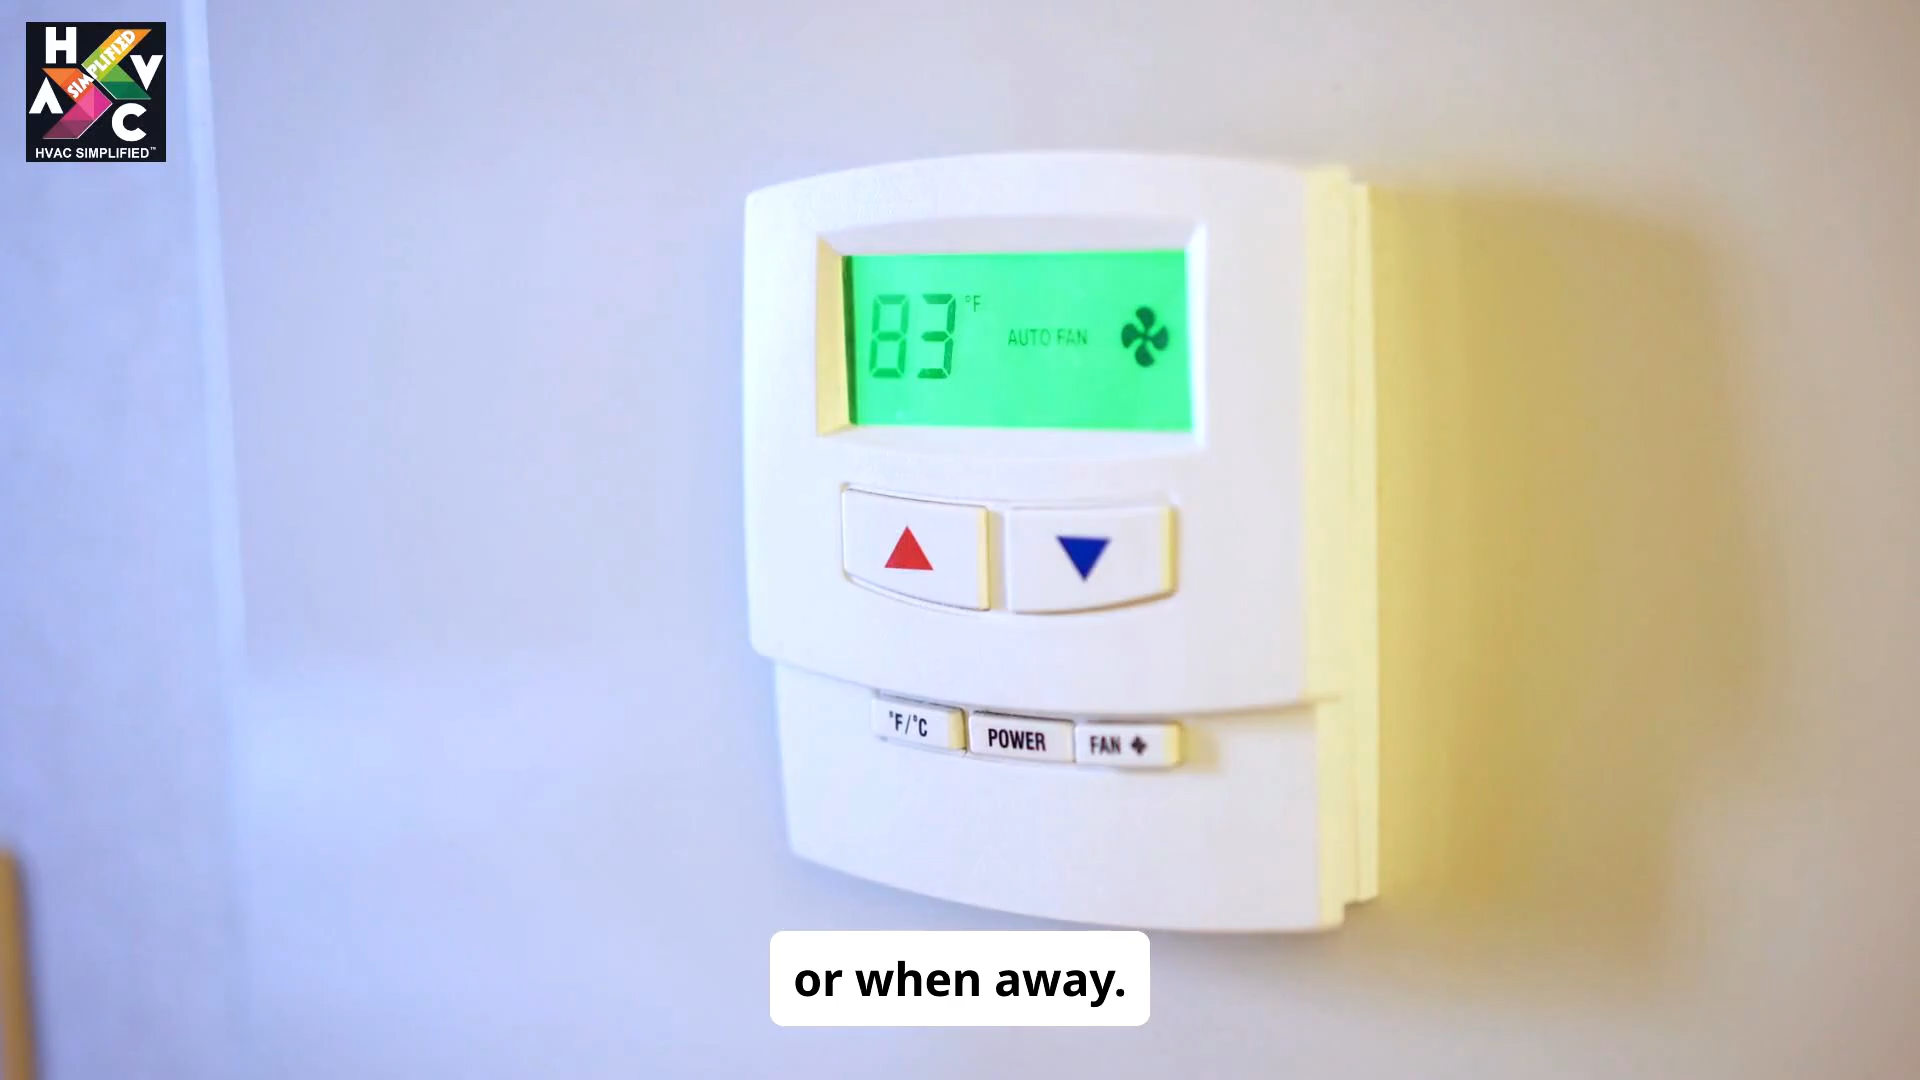 H
SIMPLIFIED
V
A
C
HVAC SIMPLIFIED™
83 °F
AUTO FAN
°F/°C
POWER
FAN
or when away.